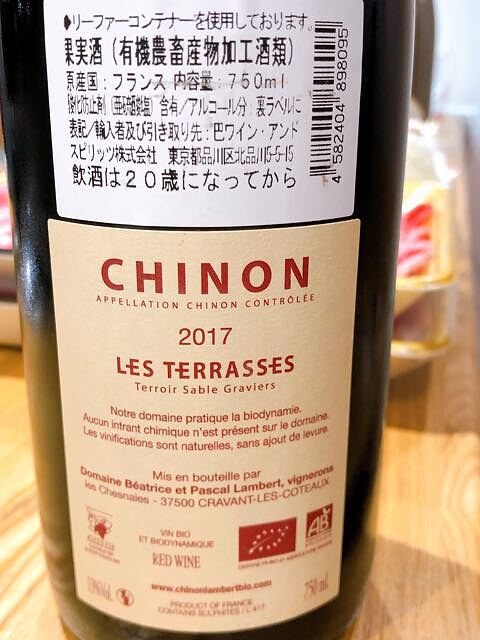 ●リーファーコンテナーを使用しております。
果実酒（有機農畜産物加工酒類）
原産国：フランス 内容量：750ml
酸化防止剤（亜硫酸塩）含有／アルコール分：裏ラベルに
表記／輸入者及び引き取り先：巴ワイン・アンド
スピリッツ株式会社 東京都品川区北品川5-5-15
飲酒は２０歳になってから
4 582404 898095
CHINON
APPELLATION CHINON CONTRÔLÉE
2017
LES TERRASSES
Terroir Sable Graviers
Notre domaine pratique la biodynamie.
Aucun intrant chimique n'est présent sur le domaine.
Les vinifications sont naturelles, sans ajout de levure.
Mis en bouteille par
Domaine Béatrice et Pascal Lambert, vignerons
les Chesnaies - 37500 CRAVANT-LES-COTEAUX
VIN BIO
ET BIODYNAMIQUE
RED WINE
AB
www.chinonlambertbio.com
13%Vol.
750 ml
PRODUCT OF FRANCE
CONTAINS SULPHITES / L 417